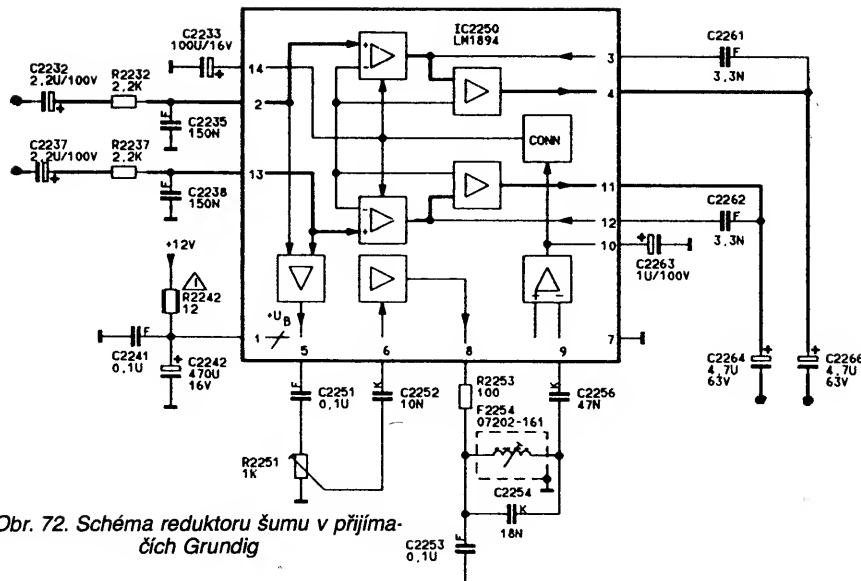 C2233
100U/16V
IC2250
LM1894
C2261
F
3,3N
C2232
2,2U/100V
R2232
2,2K
14
+
3
2
4
F
C2235
150N
CONN
C2237
2,2U/100V
R2237
2,2K
13
11
F
C2238
150N
C2262
F
3,3N
12
10
C2263
1U/100V
+12V
R2242
12
+U
B
1
5
6
8
9
7
F
C2241
0,1U
C2242
470U
16V
C2264
4,7U
63V
C2266
4,7U
63V
F
C2251
0,1U
K
C2252
10N
R2253
100
K
C2256
47N
F2254
07202-161
R2251
1K
C2254
K
18N
C2253
0,1U
F
Obr. 72. Schéma reduktoru šumu v přijíma-
čích Grundig